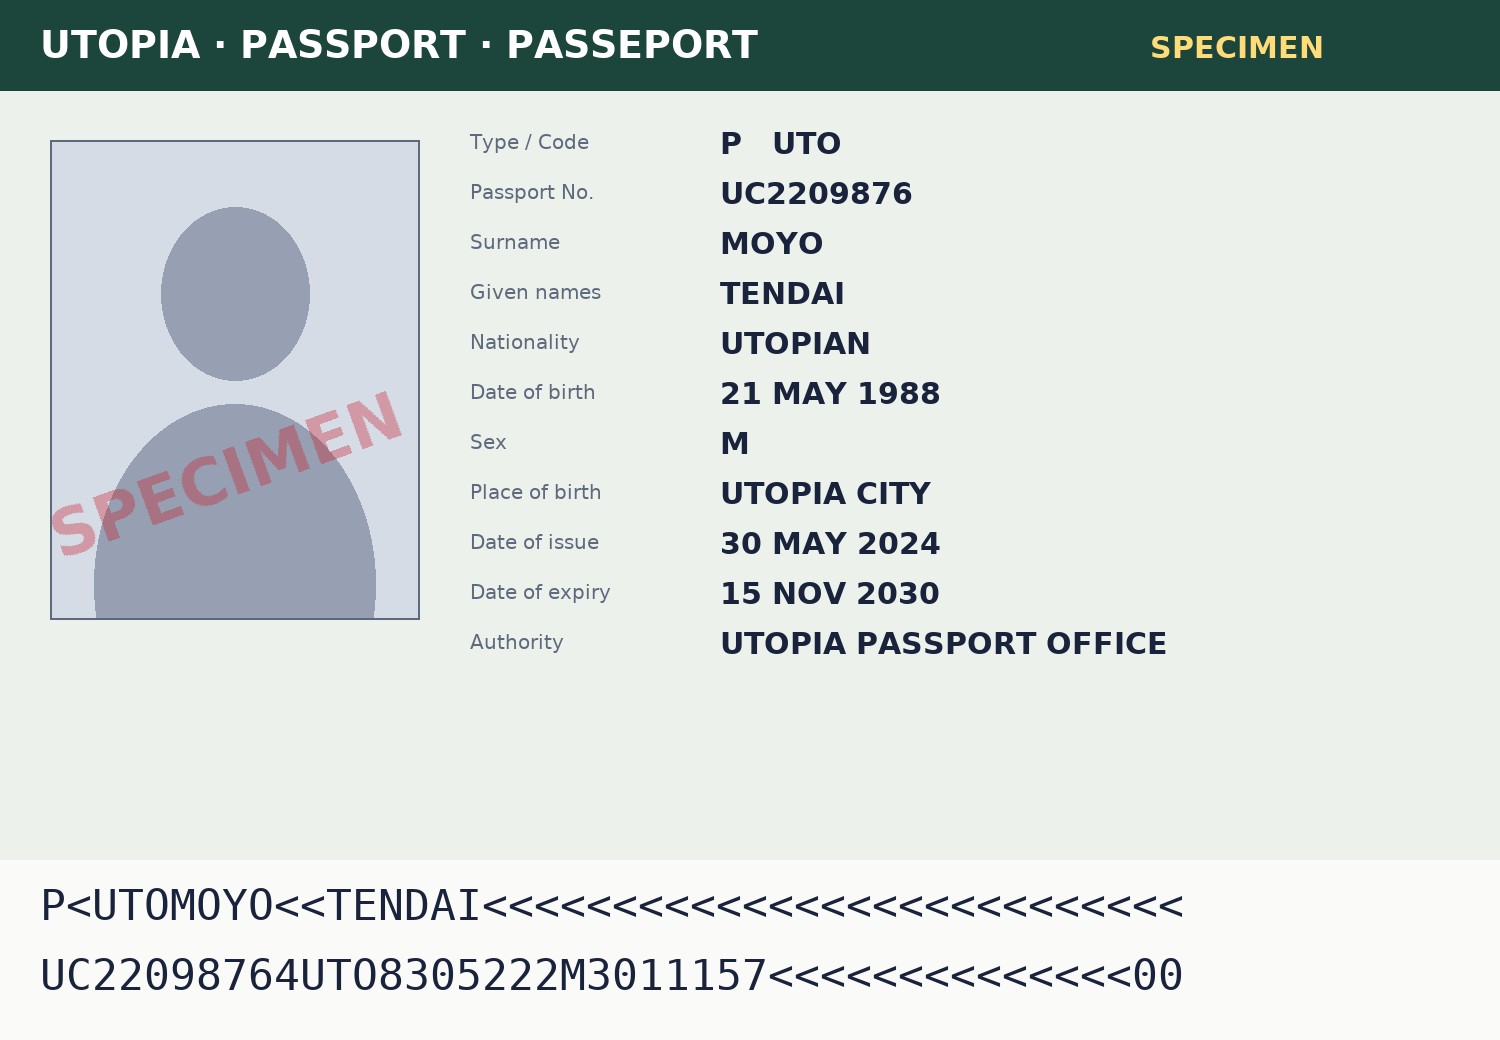 UTOPIA · PASSPORT · PASSEPORT SPECIMEN
Type / Code P UTO
Passport No. UC2209876
Surname MOYO
Given names TENDAI
Nationality UTOPIAN
Date of birth 21 MAY 1988
Sex M
Place of birth UTOPIA CITY
Date of issue 30 MAY 2024
Date of expiry 15 NOV 2030
Authority UTOPIA PASSPORT OFFICE
SPECIMEN
P<UTOMOYO<<TENDAI<<<<<<<<<<<<<<<<<<<<<<<<<<<
UC22098764UTO8305222M3011157<<<<<<<<<<<<<<00